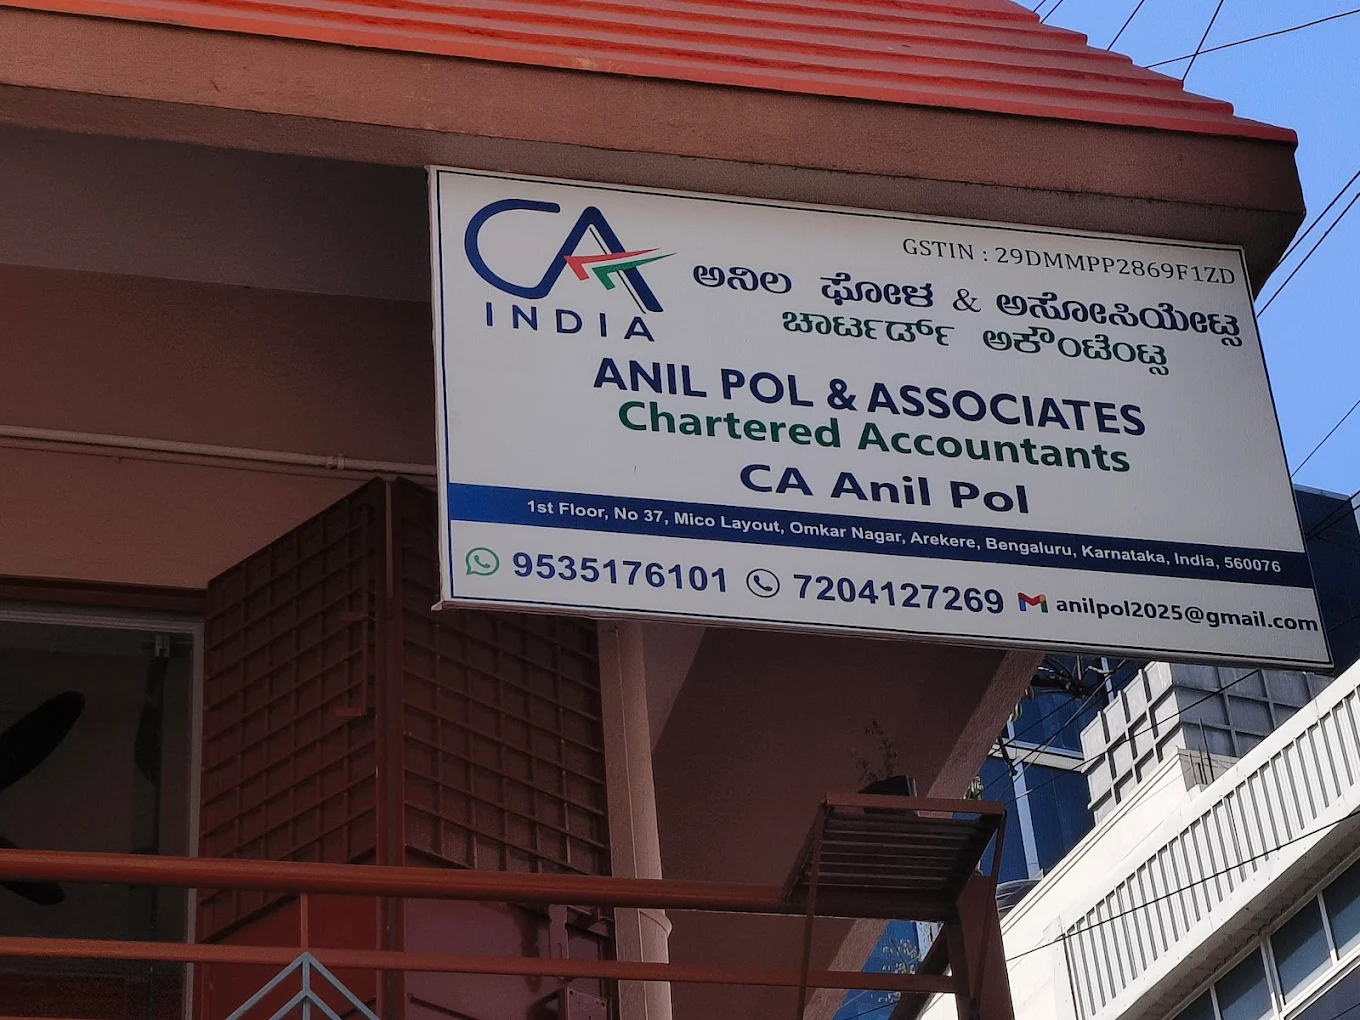 CA
INDIA
GSTIN : 29DMMPP2869F1ZD
ಅನಿಲ ಘೋಳ & ಅಸೋಸಿಯೇಟ್ಸ
ಚಾರ್ಟರ್ಡ್ ಅಕೌಂಟೆಂಟ್ಸ
ANIL POL & ASSOCIATES
Chartered Accountants
CA Anil Pol
1st Floor, No 37, Mico Layout, Omkar Nagar, Arekere, Bengaluru, Karnataka, India, 560076
9535176101 7204127269 anilpol2025@gmail.com